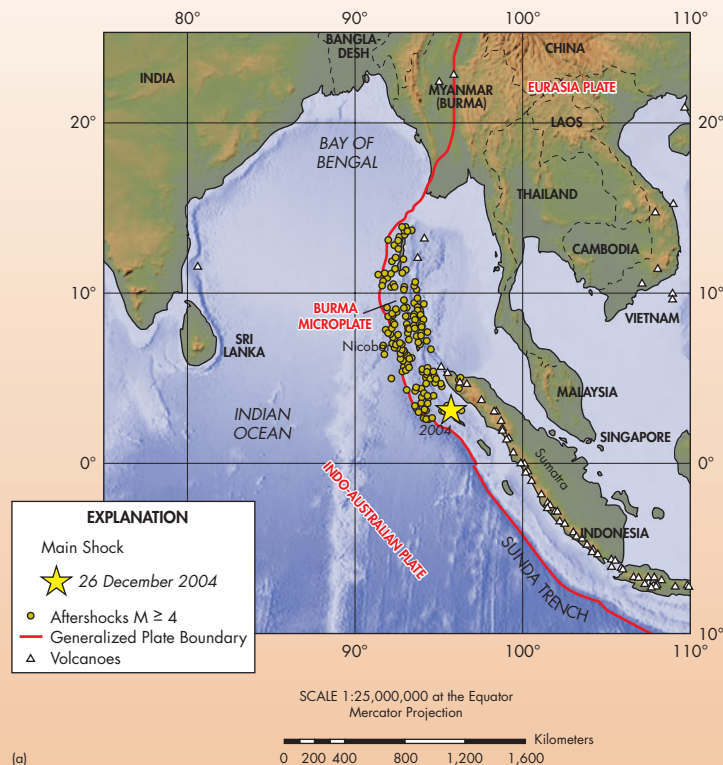 80°
90°
100°
110°
BANGLA-
DESH
CHINA
INDIA
MYANMAR
(BURMA)
EURASIA PLATE
20°
LAOS
20°
BAY OF
BENGAL
THAILAND
CAMBODIA
10°
10°
BURMA
MICROPLATE
VIETNAM
SRI
LANKA
MALAYSIA
INDIAN
OCEAN
2004
SINGAPORE
0°
Sumatra
0°
INDO-AUSTRALIAN PLATE
INDONESIA
SUNDA TRENCH
EXPLANATION
Main Shock
26 December 2004
Aftershocks M ≥ 4
Generalized Plate Boundary
Volcanoes
10°
90°
100°
110°
SCALE 1:25,000,000 at the Equator
Mercator Projection
Kilometers
0 200 400 800 1,200 1,600
(a)